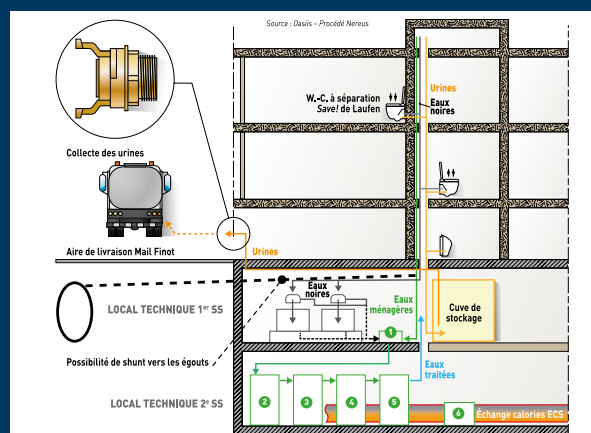 Source : Oasiis – Procédé Nereus
W.-C. à séparation
Save! de Laufen
Urines
Eaux
noires
Collecte des urines
Aire de livraison Mail Finot
Urines
LOCAL TECHNIQUE 1er SS
Eaux
noires
Eaux
ménagères
Cuve de
stockage
1
Possibilité de shunt vers les égouts
Eaux
traitées
LOCAL TECHNIQUE 2e SS
2
3
4
5
6
Échange calories ECS